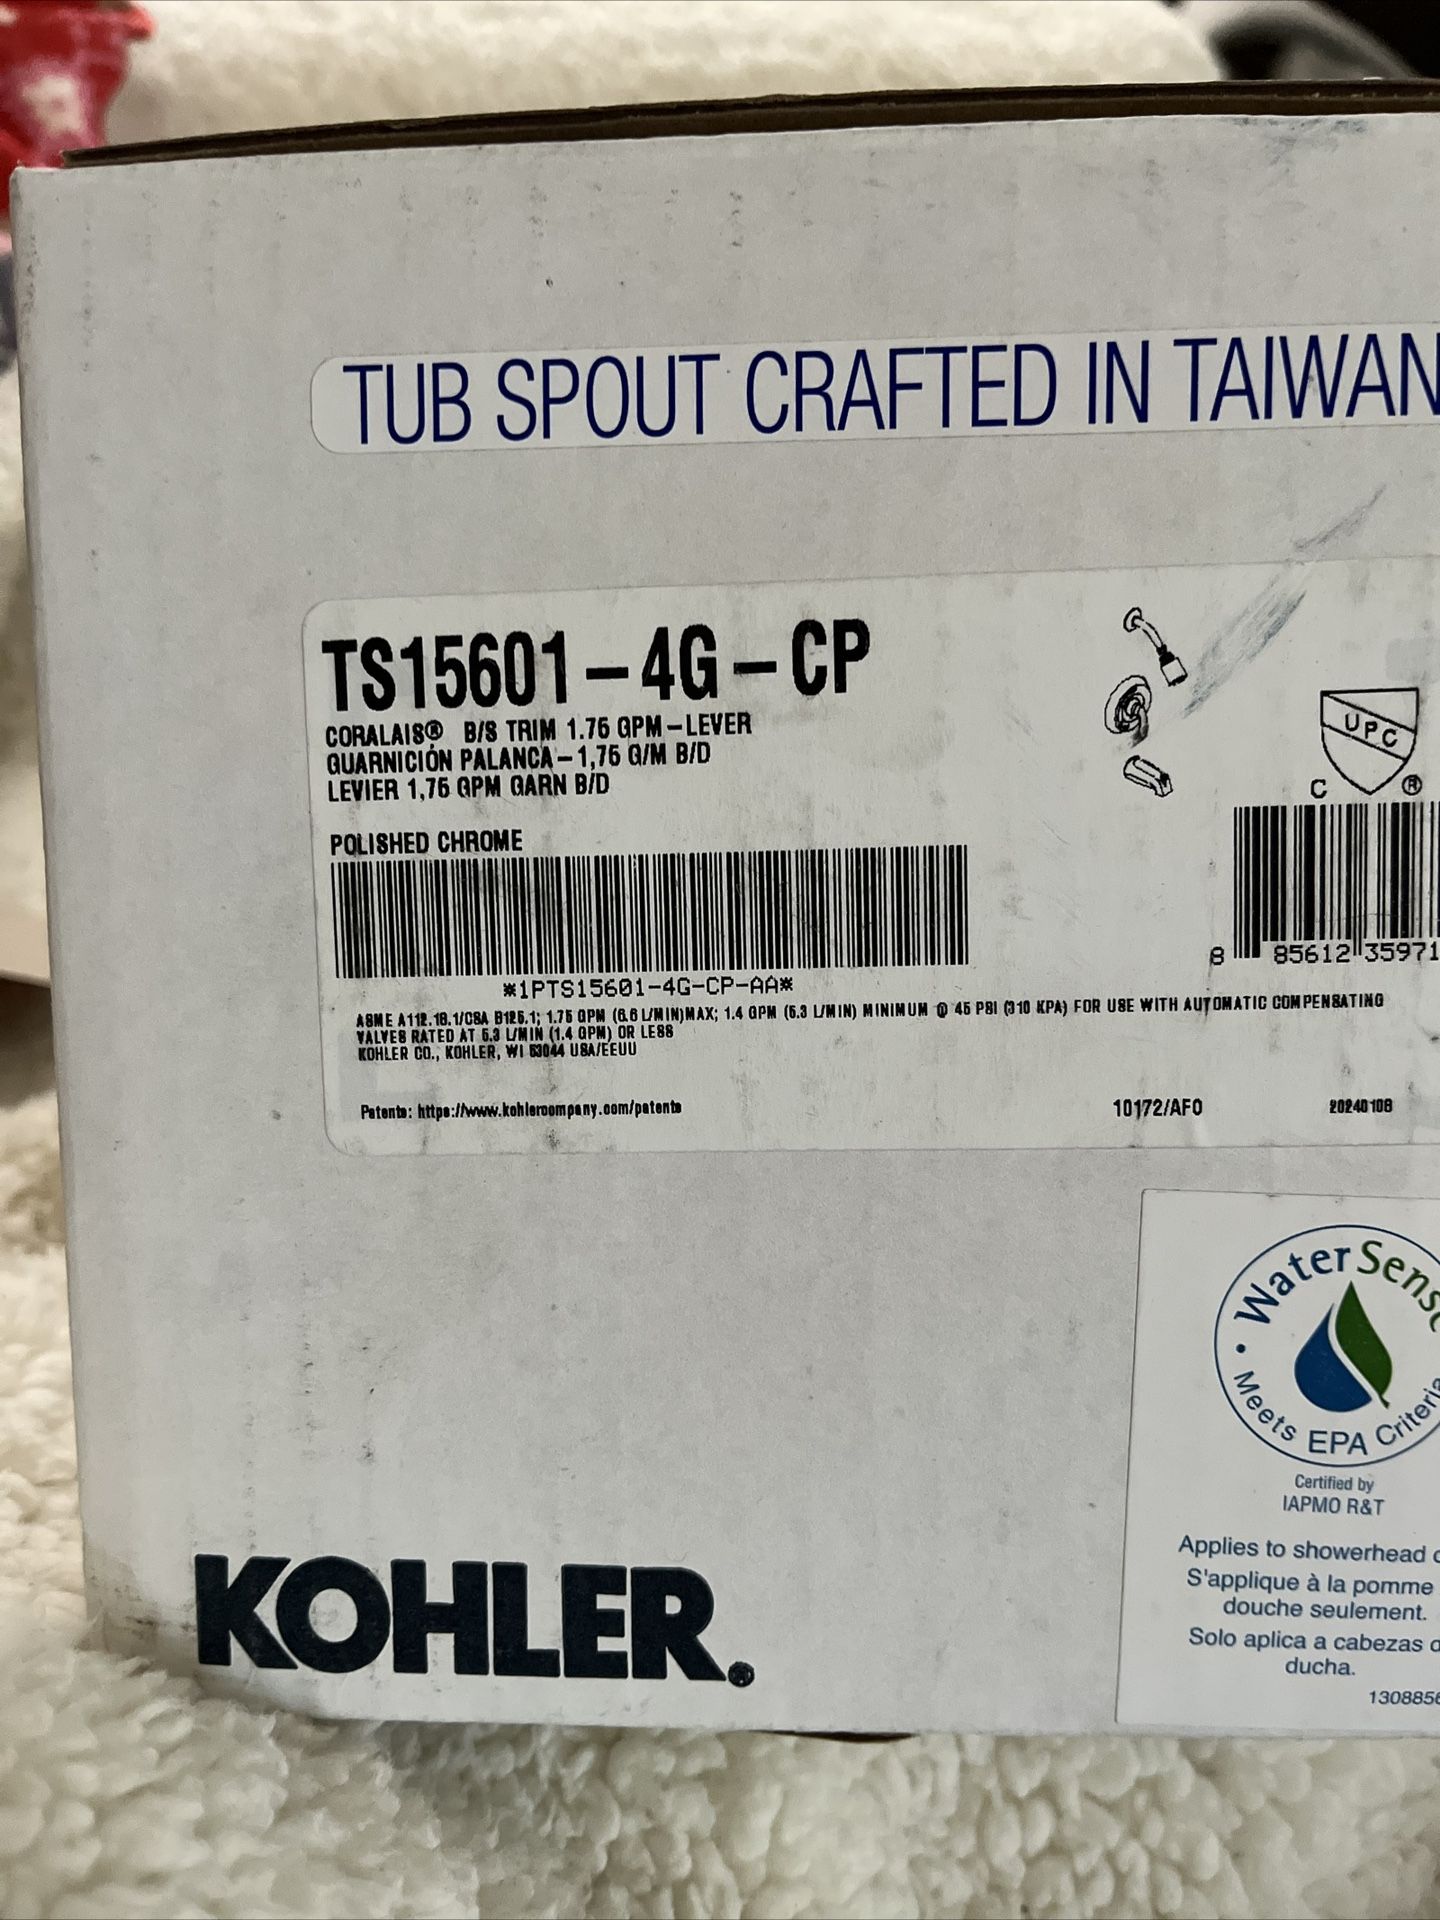 TUB SPOUT CRAFTED IN TAIWAN
TS15601-4G-CP
CORALAIS® B/S TRIM 1.75 GPM-LEVER
GUARNICIÓN PALANCA-1,75 G/M B/D
LEVIER 1,75 GPM GARN B/D
POLISHED CHROME
*1PTS15601-4G-CP-AA*
UPC
C ®
8 85612 35971
ASME A112.18.1/CSA B125.1; 1.75 GPM (6.6 L/MIN)MAX; 1.4 GPM (5.3 L/MIN) MINIMUM @ 45 PSI (310 KPA) FOR USE WITH AUTOMATIC COMPENSATING
VALVES RATED AT 5.3 L/MIN (1.4 GPM) OR LESS
KOHLER CO., KOHLER, WI 53044 USA/EEUU
Patents: https://www.kohlercompany.com/patents
10172/AF0
20240108
WaterSense
Meets EPA Criteria
Certified by
IAPMO R&T
Applies to showerhead
S'applique à la pomme
douche seulement.
Solo aplica a cabezas d
ducha.
130885
KOHLER®